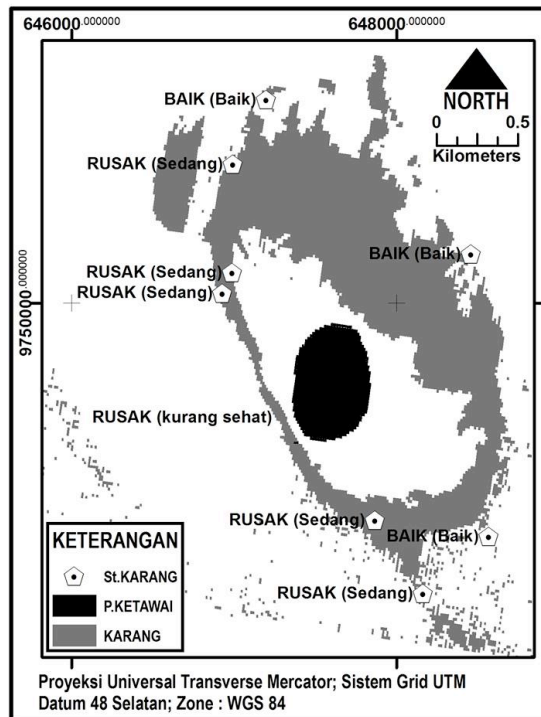 646000.000000
648000.000000
BAIK (Baik)
NORTH
0 0.5
Kilometers
RUSAK (Sedang)
BAIK (Baik)
RUSAK (Sedang)
RUSAK (Sedang)
9750000.000000
RUSAK (kurang sehat)
RUSAK (Sedang)
BAIK (Baik)
RUSAK (Sedang)
KETERANGAN
St.KARANG
P.KETAWAI
KARANG
Proyeksi Universal Transverse Mercator; Sistem Grid UTM
Datum 48 Selatan; Zone : WGS 84